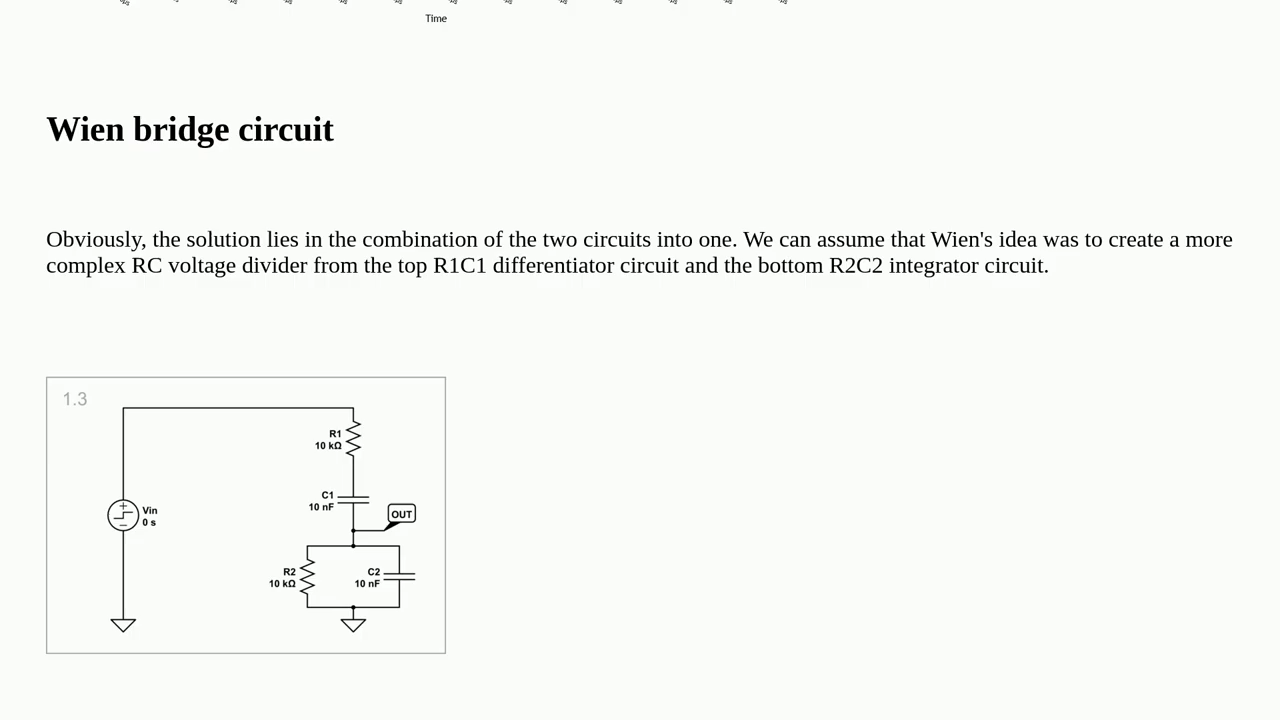 Time
Wien bridge circuit
Obviously, the solution lies in the combination of the two circuits into one. We can assume that Wien's idea was to create a more
complex RC voltage divider from the top R1C1 differentiator circuit and the bottom R2C2 integrator circuit.
1.3
R1
10 kΩ
C1
10 nF
OUT
Vin
0 s
R2
10 kΩ
C2
10 nF